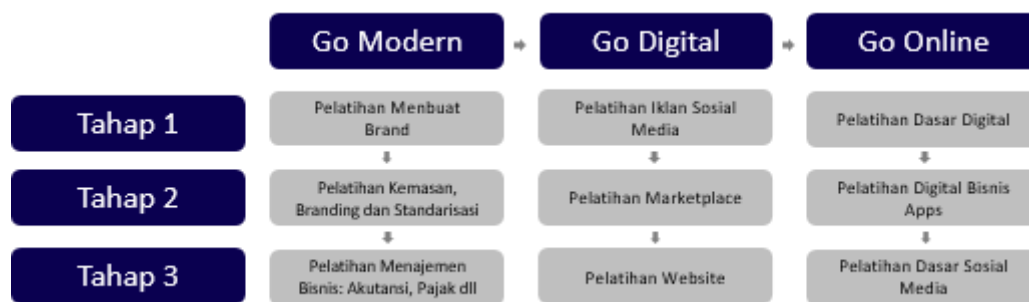 Go Modern
Go Digital
Go Online
Tahap 1
Pelatihan Menbuat
Brand
Pelatihan Iklan Sosial
Media
Pelatihan Dasar Digital
Tahap 2
Pelatihan Kemasan,
Branding dan Standarisasi
Pelatihan Marketplace
Pelatihan Digital Bisnis
Apps
Tahap 3
Pelatihan Menajemen
Bisnis: Akutansi, Pajak dll
Pelatihan Website
Pelatihan Dasar Sosial
Media